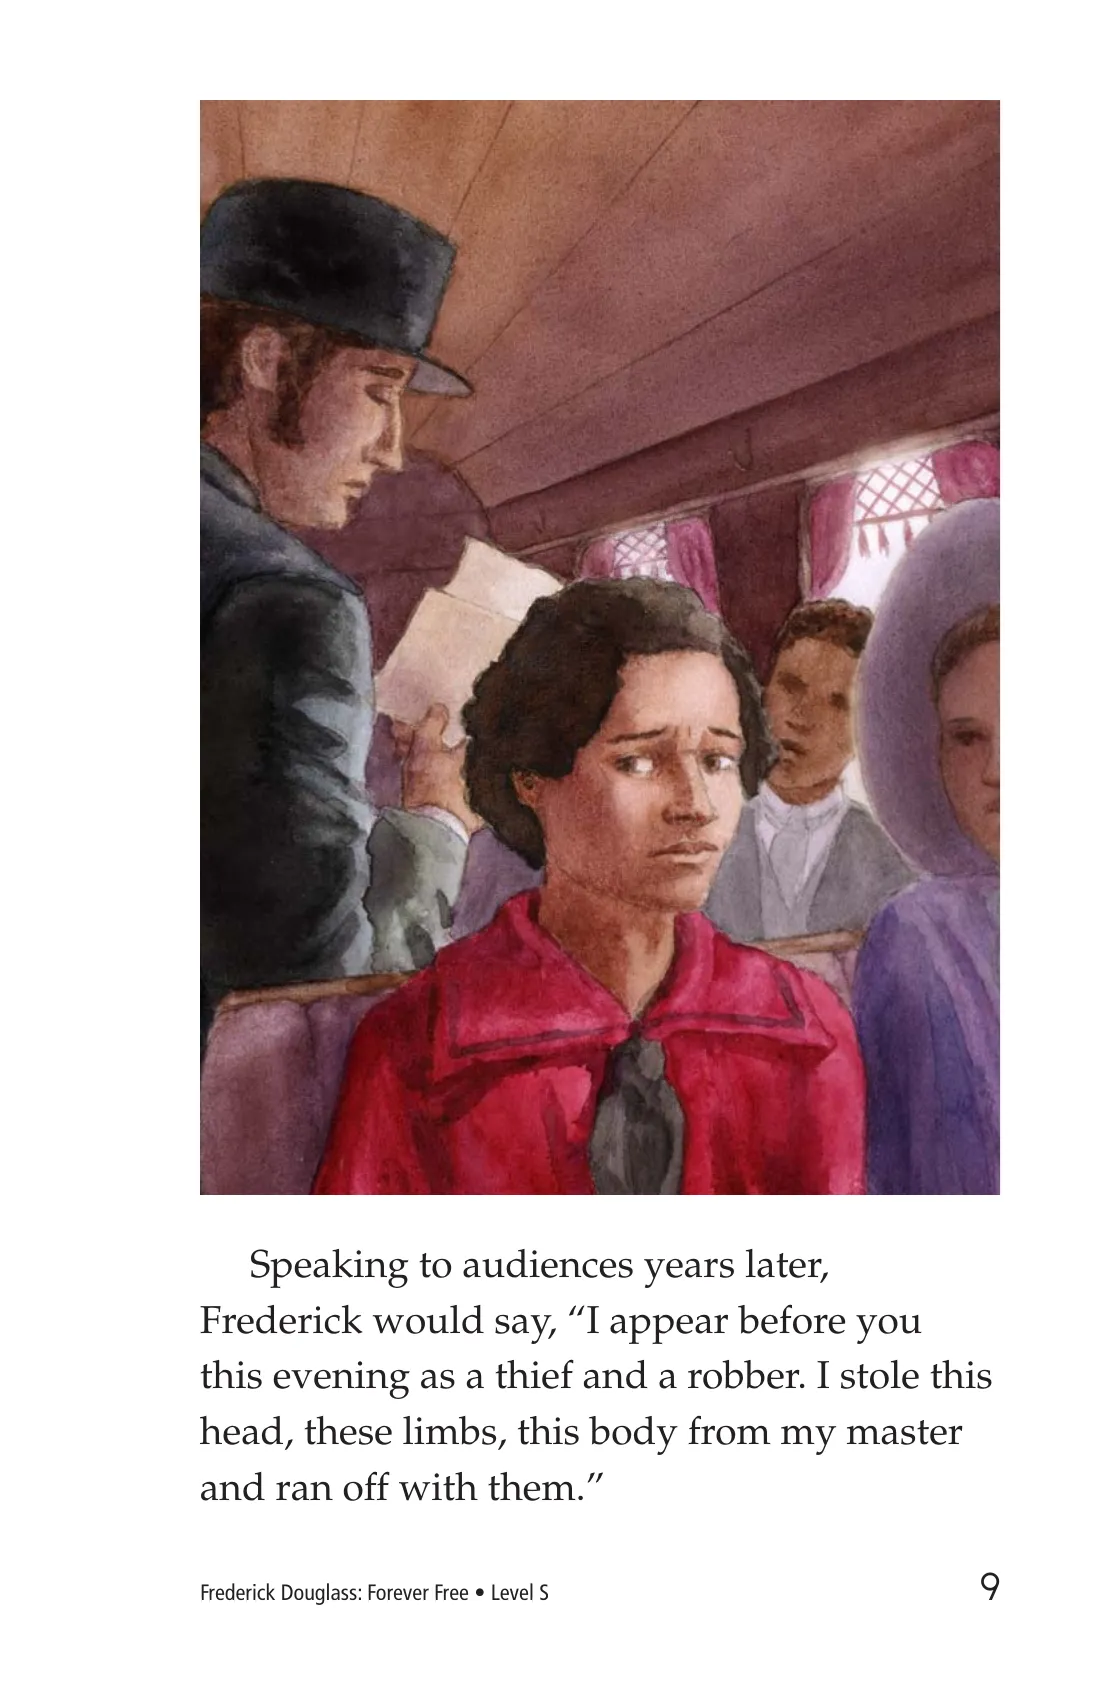 Speaking to audiences years later,
Frederick would say, “I appear before you
this evening as a thief and a robber. I stole this
head, these limbs, this body from my master
and ran off with them.”
Frederick Douglass: Forever Free • Level S
9